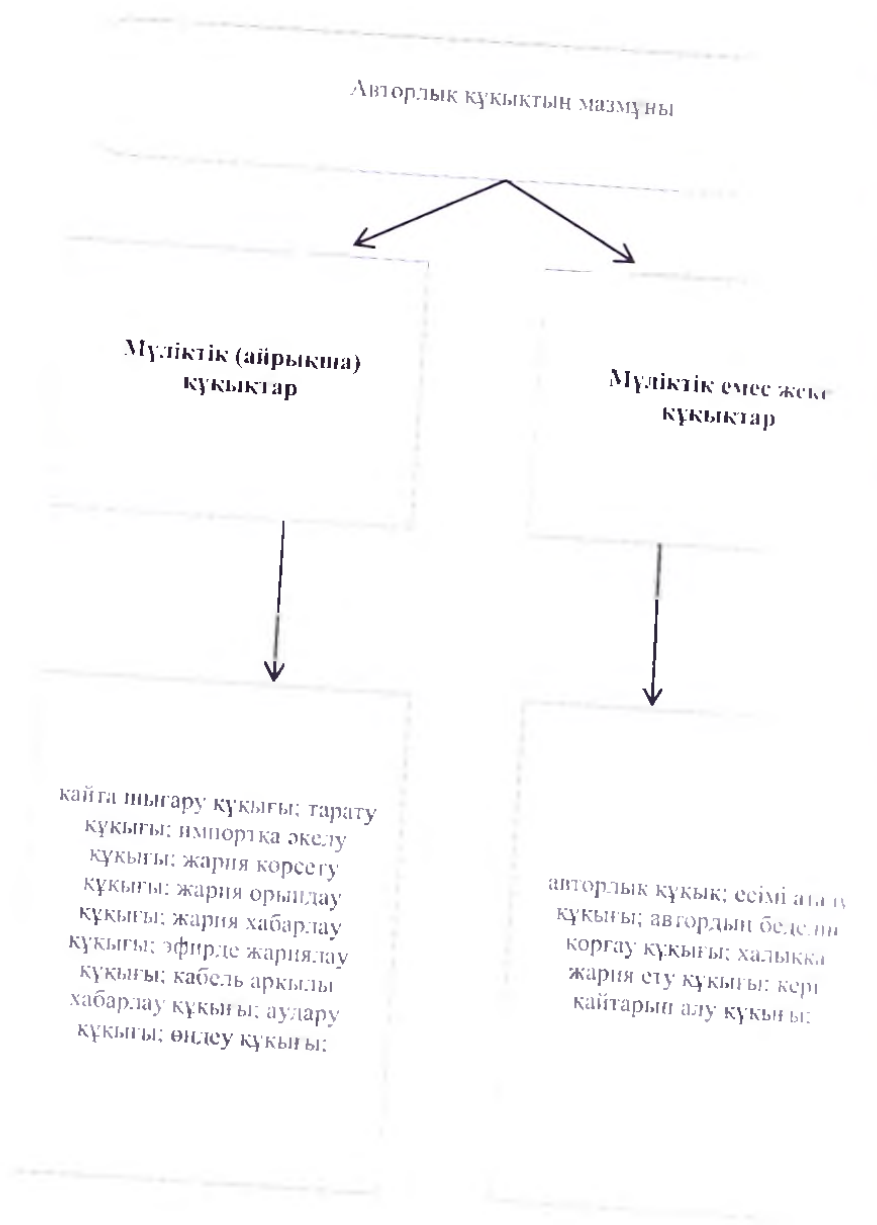 Авторлық құқықтың мазмұны
Мүліктік (айрықша)
құқықтар
Мүліктік емес жеке
құқықтар
қайта шығару құқығы; тарату
құқығы; импортқа әкелу
құқығы; жария көрсету
құқығы; жария орындау
құқығы; жария хабарлау
құқығы; эфирде жариялау
құқығы; кабель арқылы
хабарлау құқығы; аудару
құқығы; өңдеу құқығы;
авторлық құқық; есімі
құқығы; автордың
қорғау құқығы; халыққа
жария ету құқығы; кері
қайтарып алу құқығы;